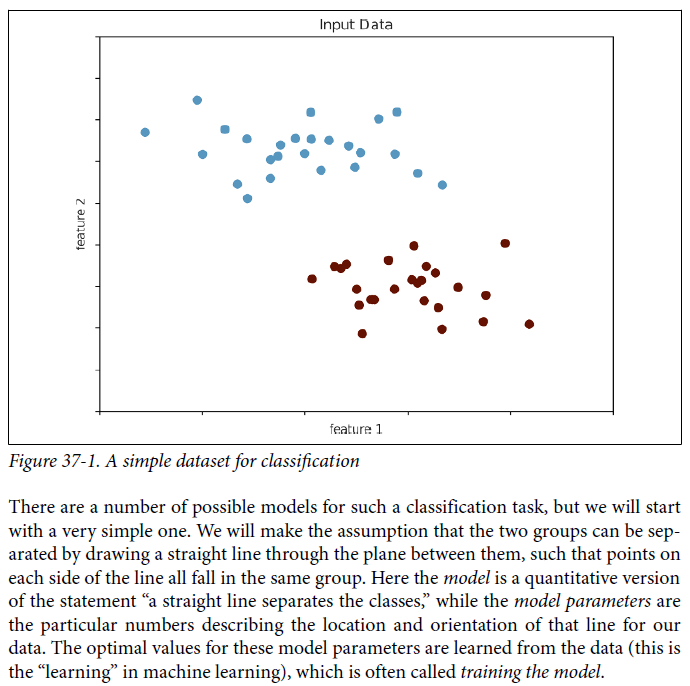 Input Data
feature 2
feature 1
Figure 37-1. A simple dataset for classification
There are a number of possible models for such a classification task, but we will start
with a very simple one. We will make the assumption that the two groups can be sep-
arated by drawing a straight line through the plane between them, such that points on
each side of the line all fall in the same group. Here the model is a quantitative version
of the statement “a straight line separates the classes,” while the model parameters are
the particular numbers describing the location and orientation of that line for our
data. The optimal values for these model parameters are learned from the data (this is
the “learning” in machine learning), which is often called training the model.